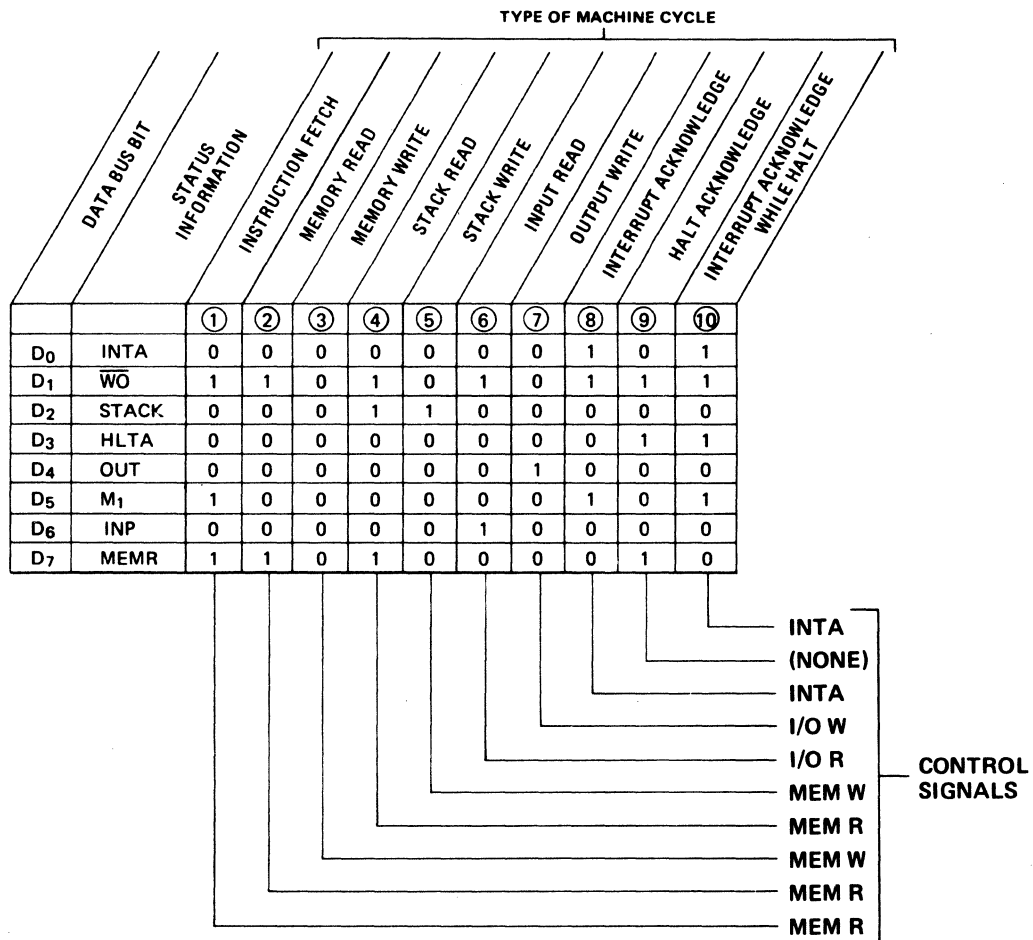 TYPE OF MACHINE CYCLE
DATA BUS BIT
STATUS
INFORMATION
INSTRUCTION FETCH
MEMORY READ
MEMORY WRITE
STACK READ
STACK WRITE
INPUT READ
OUTPUT WRITE
INTERRUPT ACKNOWLEDGE
HALT ACKNOWLEDGE
INTERRUPT ACKNOWLEDGE
WHILE HALT
① ② ③ ④ ⑤ ⑥ ⑦ ⑧ ⑨ ⑩
D₀ INTA 0 0 0 0 0 0 0 1 0 1
D₁ W̅O̅ 1 1 0 1 0 1 0 1 1 1
D₂ STACK 0 0 0 1 1 0 0 0 0 0
D₃ HLTA 0 0 0 0 0 0 0 0 1 1
D₄ OUT 0 0 0 0 0 0 1 0 0 0
D₅ M₁ 1 0 0 0 0 0 0 1 0 1
D₆ INP 0 0 0 0 0 1 0 0 0 0
D₇ MEMR 1 1 0 1 0 0 0 0 1 0
INTA
(NONE)
INTA
I/O W
I/O R
MEM W
MEM R
MEM W
MEM R
MEM R
CONTROL
SIGNALS